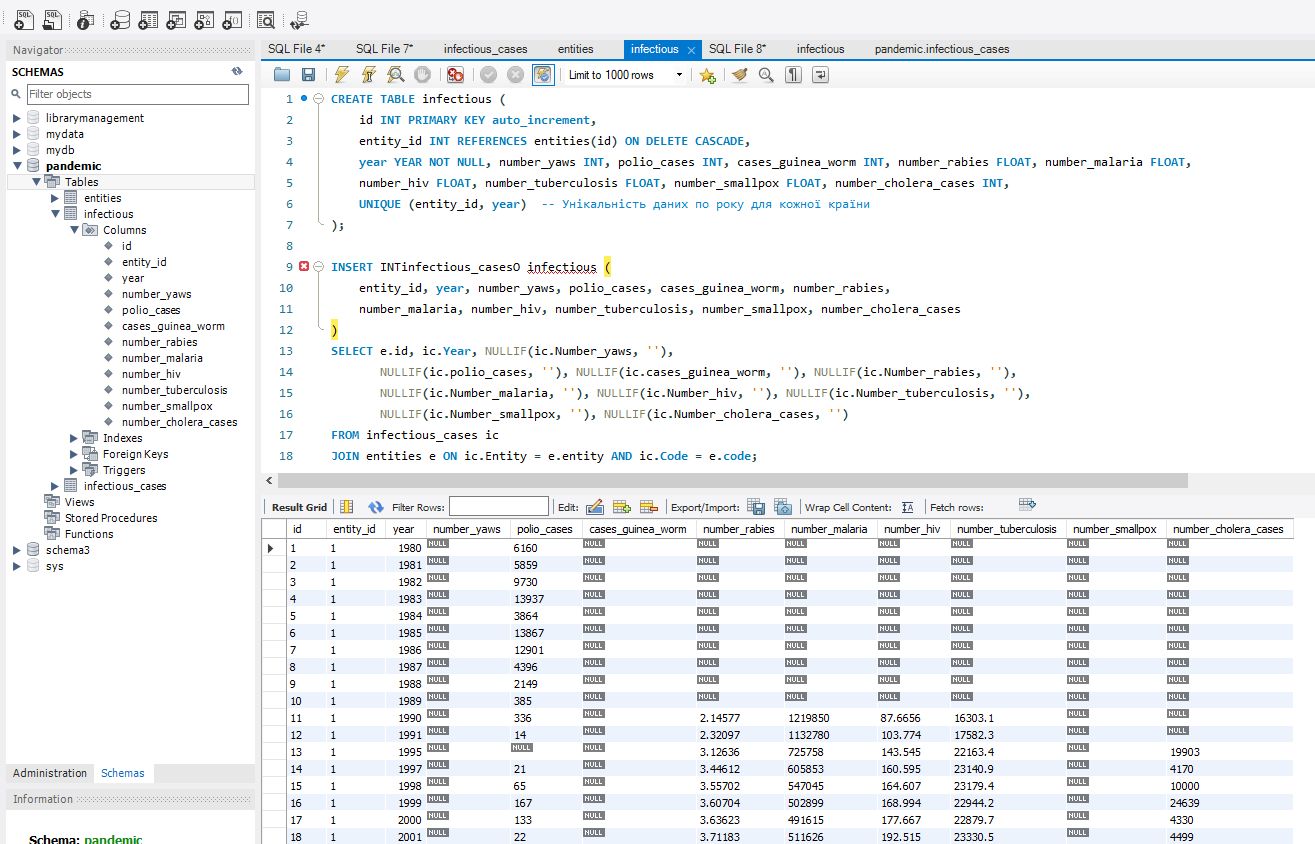 Navigator
SCHEMAS
Filter objects
librarymanagement
mydata
mydb
pandemic
Tables
entities
infectious
Columns
id
entity_id
year
number_yaws
polio_cases
cases_guinea_worm
number_rabies
number_malaria
number_hiv
number_tuberculosis
number_smallpox
number_cholera_cases
Indexes
Foreign Keys
Triggers
infectious_cases
Views
Stored Procedures
Functions
schema3
sys
Administration Schemas
Information
Schema: pandemic
SQL File 4* SQL File 7* infectious_cases entities infectious SQL File 8* infectious pandemic.infectious_cases
Limit to 1000 rows
1 CREATE TABLE infectious (
2 id INT PRIMARY KEY auto_increment,
3 entity_id INT REFERENCES entities(id) ON DELETE CASCADE,
4 year YEAR NOT NULL, number_yaws INT, polio_cases INT, cases_guinea_worm INT, number_rabies FLOAT, number_malaria FLOAT,
5 number_hiv FLOAT, number_tuberculosis FLOAT, number_smallpox FLOAT, number_cholera_cases INT,
6 UNIQUE (entity_id, year) -- Унікальність даних по року для кожної країни
7 );
8
9 INSERT INTinfectious_casesO infectious (
10 entity_id, year, number_yaws, polio_cases, cases_guinea_worm, number_rabies,
11 number_malaria, number_hiv, number_tuberculosis, number_smallpox, number_cholera_cases
12 )
13 SELECT e.id, ic.Year, NULLIF(ic.Number_yaws, ''),
14 NULLIF(ic.polio_cases, ''), NULLIF(ic.cases_guinea_worm, ''), NULLIF(ic.Number_rabies, ''),
15 NULLIF(ic.Number_malaria, ''), NULLIF(ic.Number_hiv, ''), NULLIF(ic.Number_tuberculosis, ''),
16 NULLIF(ic.Number_smallpox, ''), NULLIF(ic.Number_cholera_cases, '')
17 FROM infectious_cases ic
18 JOIN entities e ON ic.Entity = e.entity AND ic.Code = e.code;
Result Grid Filter Rows: Edit: Export/Import: Wrap Cell Content: Fetch rows:
id entity_id year number_yaws polio_cases cases_guinea_worm number_rabies number_malaria number_hiv number_tuberculosis number_smallpox number_cholera_cases
1 1 1980 NULL 6160 NULL NULL NULL NULL NULL NULL NULL
2 1 1981 NULL 5859 NULL NULL NULL NULL NULL NULL NULL
3 1 1982 NULL 9730 NULL NULL NULL NULL NULL NULL NULL
4 1 1983 NULL 13937 NULL NULL NULL NULL NULL NULL NULL
5 1 1984 NULL 3864 NULL NULL NULL NULL NULL NULL NULL
6 1 1985 NULL 13867 NULL NULL NULL NULL NULL NULL NULL
7 1 1986 NULL 12901 NULL NULL NULL NULL NULL NULL NULL
8 1 1987 NULL 4396 NULL NULL NULL NULL NULL NULL NULL
9 1 1988 NULL 2149 NULL NULL NULL NULL NULL NULL NULL
10 1 1989 NULL 385 NULL NULL NULL NULL NULL NULL NULL
11 1 1990 NULL 336 NULL 2.14577 1219850 87.6656 16303.1 NULL NULL
12 1 1991 NULL 14 NULL 2.32097 1132780 103.774 17582.3 NULL NULL
13 1 1995 NULL NULL NULL 3.12636 725758 143.545 22163.4 NULL 19903
14 1 1997 NULL 21 NULL 3.44612 605853 160.595 23140.9 NULL 4170
15 1 1998 NULL 65 NULL 3.55702 547045 164.607 23179.4 NULL 10000
16 1 1999 NULL 167 NULL 3.60704 502899 168.994 22944.2 NULL 24639
17 1 2000 NULL 133 NULL 3.63623 491615 177.667 22879.7 NULL 4330
18 1 2001 NULL 22 NULL 3.71183 511626 192.515 23330.5 NULL 4499